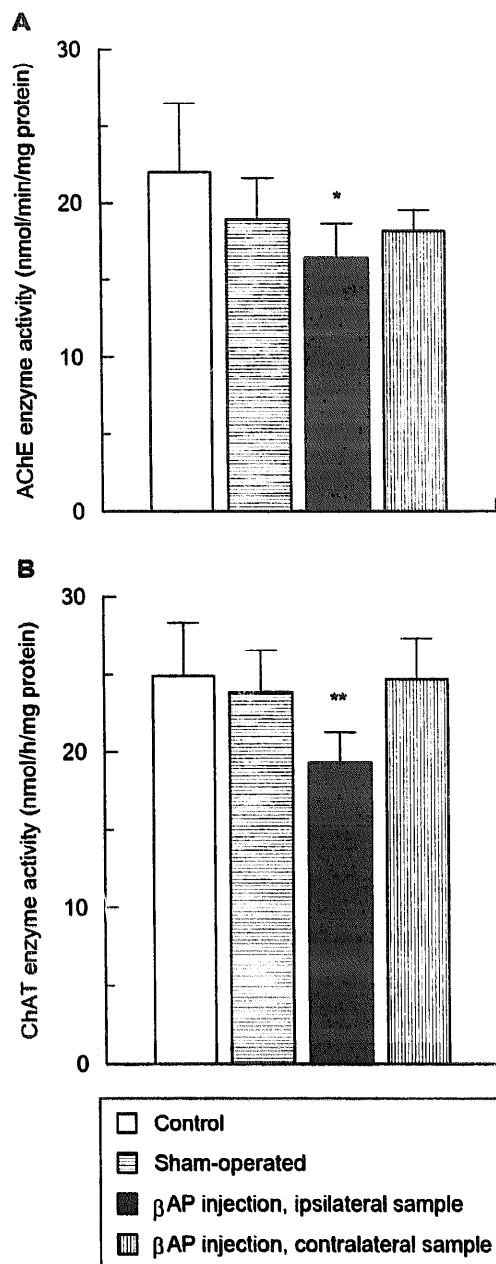 A
AChE enzyme activity (nmol/min/mg protein)
30
20
10
0
*
B
ChAT enzyme activity (nmol/h/mg protein)
30
20
10
0
**
Control
Sham-operated
βAP injection, ipsilateral sample
βAP injection, contralateral sample